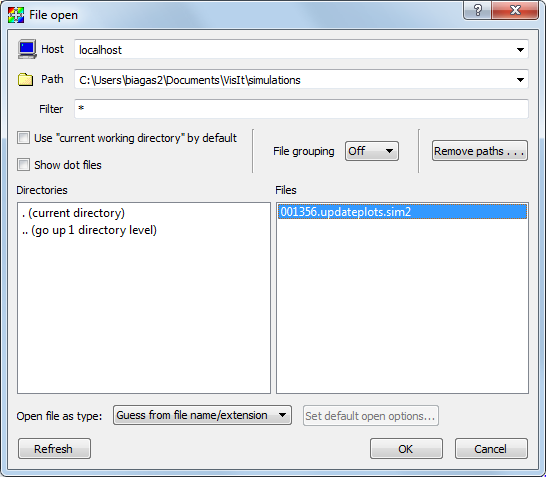 File open
Host localhost
Path C:\Users\biagas2\Documents\VisIt\simulations
Filter *
Use "current working directory" by default
Show dot files
File grouping Off
Remove paths . . .
Directories
. (current directory)
.. (go up 1 directory level)
Files
001356.updateplots.sim2
Open file as type: Guess from file name/extension Set default open options...
Refresh OK Cancel